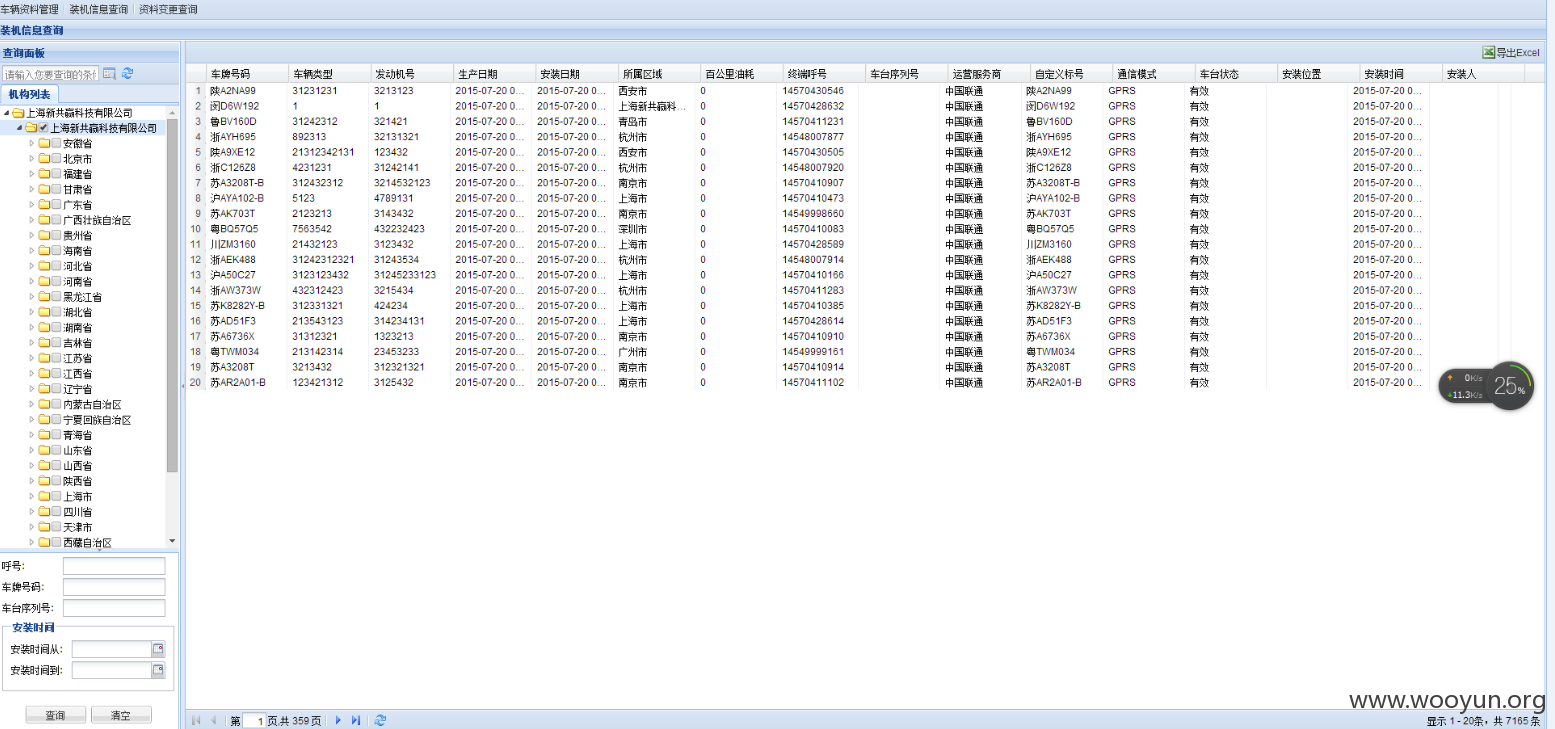 车辆资料管理 装机信息查询 资料变更查询
装机信息查询
查询面板
请输入您要查询的条件
机构列表
上海新共赢科技有限公司
上海新共赢科技有限公司
安徽省
北京市
福建省
甘肃省
广东省
广西壮族自治区
贵州省
海南省
河北省
河南省
黑龙江省
湖北省
湖南省
吉林省
江苏省
江西省
辽宁省
内蒙古自治区
宁夏回族自治区
青海省
山东省
山西省
陕西省
上海市
四川省
天津市
西藏自治区
呼号:
车牌号码:
车台序列号:
安装时间
安装时间从:
安装时间到:
查询 清空
导出Excel
车牌号码 车辆类型 发动机号 生产日期 安装日期 所属区域 百公里油耗 终端呼号 车台序列号 运营服务商 自定义标号 通信模式 车台状态 安装位置 安装时间 安装人
1 陕A2NA99 31231231 3213123 2015-07-20 0... 2015-07-20 0... 西安市 0 14570430546 中国联通 陕A2NA99 GPRS 有效 2015-07-20 0...
2 闵D6W192 1 1 2015-07-20 0... 2015-07-20 0... 上海新共赢科... 0 14570428632 中国联通 闵D6W192 GPRS 有效 2015-07-20 0...
3 鲁BV160D 31242312 321421 2015-07-20 0... 2015-07-20 0... 青岛市 0 14570411231 中国联通 鲁BV160D GPRS 有效 2015-07-20 0...
4 浙AYH695 892313 32131321 2015-07-20 0... 2015-07-20 0... 杭州市 0 14548007877 中国联通 浙AYH695 GPRS 有效 2015-07-20 0...
5 陕A9XE12 21312342131 123432 2015-07-20 0... 2015-07-20 0... 西安市 0 14570430505 中国联通 陕A9XE12 GPRS 有效 2015-07-20 0...
6 浙C126Z8 4231231 31242141 2015-07-20 0... 2015-07-20 0... 杭州市 0 14548007920 中国联通 浙C126Z8 GPRS 有效 2015-07-20 0...
7 苏A3208T-B 312432312 3214532123 2015-07-20 0... 2015-07-20 0... 南京市 0 14570410907 中国联通 苏A3208T-B GPRS 有效 2015-07-20 0...
8 沪AYA102-B 5123 4789131 2015-07-20 0... 2015-07-20 0... 上海市 0 14570410473 中国联通 沪AYA102-B GPRS 有效 2015-07-20 0...
9 苏AK703T 2123213 3143432 2015-07-20 0... 2015-07-20 0... 南京市 0 14549998660 中国联通 苏AK703T GPRS 有效 2015-07-20 0...
10 粤BQ57Q5 7563542 432232423 2015-07-20 0... 2015-07-20 0... 深圳市 0 14570410083 中国联通 粤BQ57Q5 GPRS 有效 2015-07-20 0...
11 川ZM3160 21432123 3123432 2015-07-20 0... 2015-07-20 0... 上海市 0 14570428589 中国联通 川ZM3160 GPRS 有效 2015-07-20 0...
12 浙AEK488 31242312321 31243534 2015-07-20 0... 2015-07-20 0... 杭州市 0 14548007914 中国联通 浙AEK488 GPRS 有效 2015-07-20 0...
13 沪A50C27 3123123432 31245233123 2015-07-20 0... 2015-07-20 0... 上海市 0 14570410166 中国联通 沪A50C27 GPRS 有效 2015-07-20 0...
14 浙AW373W 432312423 3215434 2015-07-20 0... 2015-07-20 0... 杭州市 0 14570411283 中国联通 浙AW373W GPRS 有效 2015-07-20 0...
15 苏K8282Y-B 312331321 424234 2015-07-20 0... 2015-07-20 0... 上海市 0 14570410385 中国联通 苏K8282Y-B GPRS 有效 2015-07-20 0...
16 苏AD51F3 213543123 314234131 2015-07-20 0... 2015-07-20 0... 上海市 0 14570428614 中国联通 苏AD51F3 GPRS 有效 2015-07-20 0...
17 苏A6736X 31312321 1323213 2015-07-20 0... 2015-07-20 0... 南京市 0 14570410910 中国联通 苏A6736X GPRS 有效 2015-07-20 0...
18 粤TWM034 213142314 23453233 2015-07-20 0... 2015-07-20 0... 广州市 0 14549999161 中国联通 粤TWM034 GPRS 有效 2015-07-20 0...
19 苏A3208T 3213432 312321321 2015-07-20 0... 2015-07-20 0... 南京市 0 14570410914 中国联通 苏A3208T GPRS 有效 2015-07-20 0...
20 苏AR2A01-B 123421312 3125432 2015-07-20 0... 2015-07-20 0... 南京市 0 14570411102 中国联通 苏AR2A01-B GPRS 有效 2015-07-20 0...
0K/s
11.3K/s
25%
www.wooyun.org
第 1 页,共 359 页
显示 1 - 20条，共 7165 条